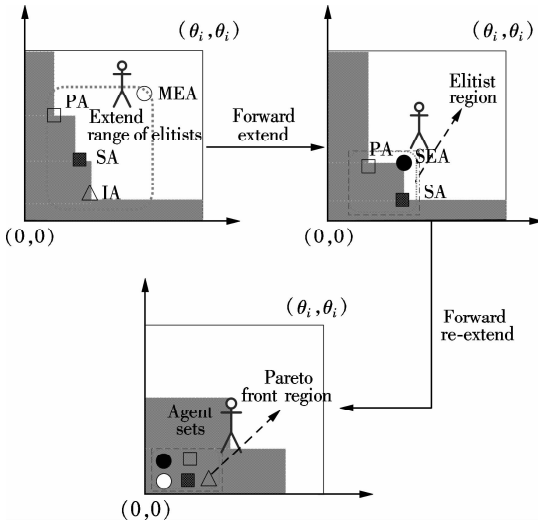 (θi,θi)
PA
MEA
Extend
range of elitists
SA
IA
(0,0)
Forward
extend
(θi,θi)
Elitist
region
PA
SEA
SA
(0,0)
Forward
re-extend
(θi,θi)
Pareto
front region
Agent
sets
(0,0)